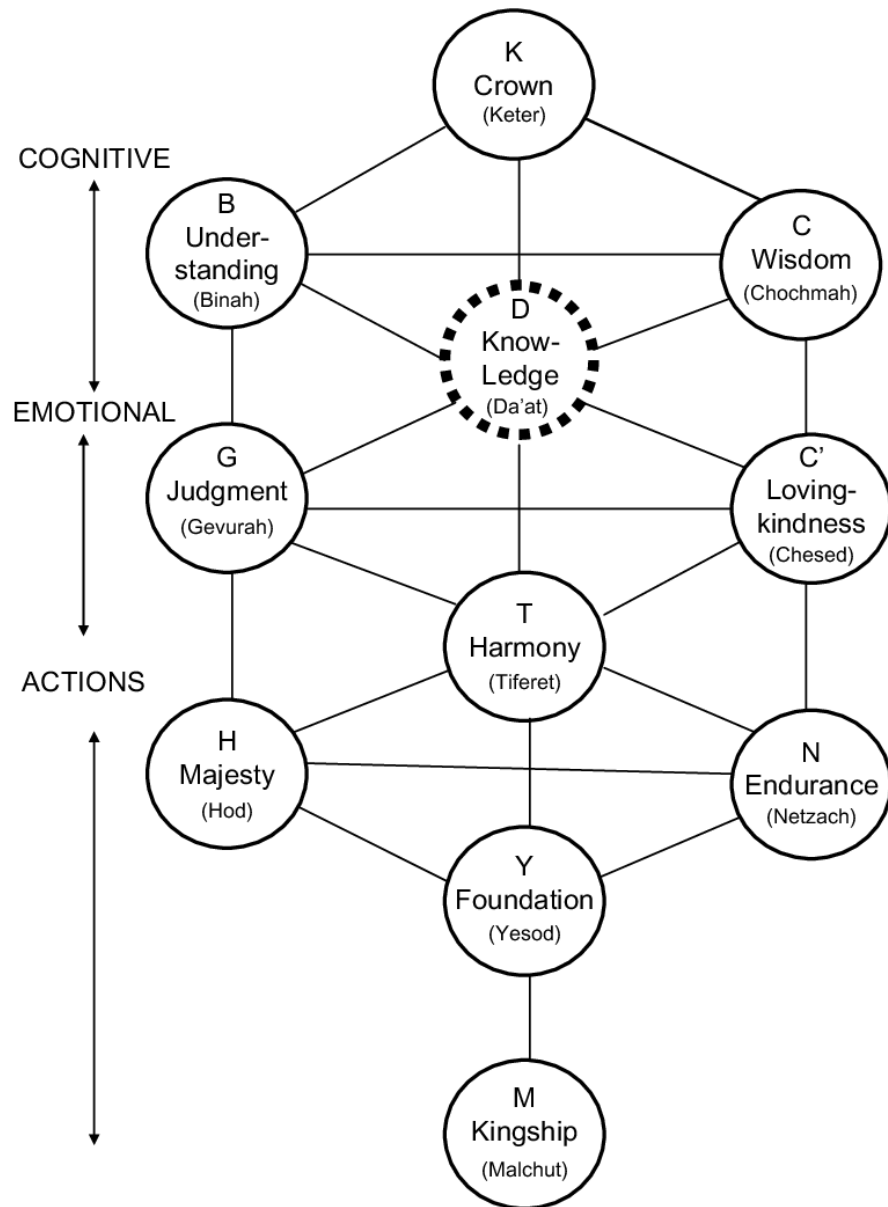 K
Crown
(Keter)
COGNITIVE
B
Under-
standing
(Binah)
C
Wisdom
(Chochmah)
D
Know-
Ledge
(Da'at)
EMOTIONAL
G
Judgment
(Gevurah)
C'
Loving-
kindness
(Chesed)
T
Harmony
(Tiferet)
ACTIONS
H
Majesty
(Hod)
N
Endurance
(Netzach)
Y
Foundation
(Yesod)
M
Kingship
(Malchut)